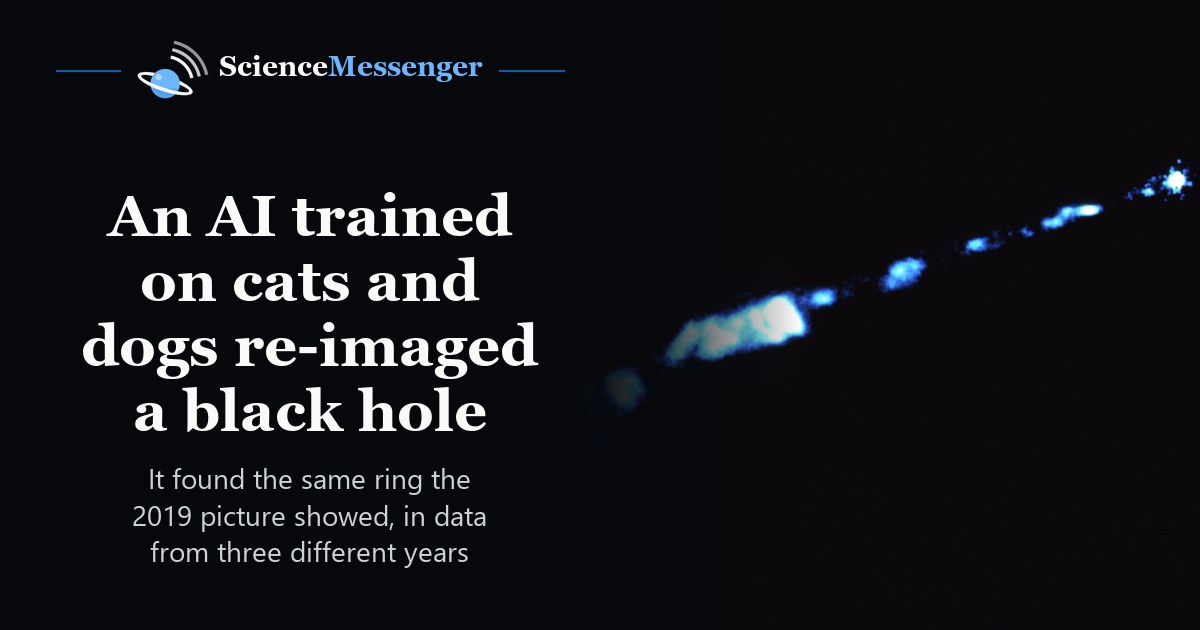 ScienceMessenger
An AI trained
on cats and
dogs re-imaged
a black hole
It found the same ring the
2019 picture showed, in data
from three different years